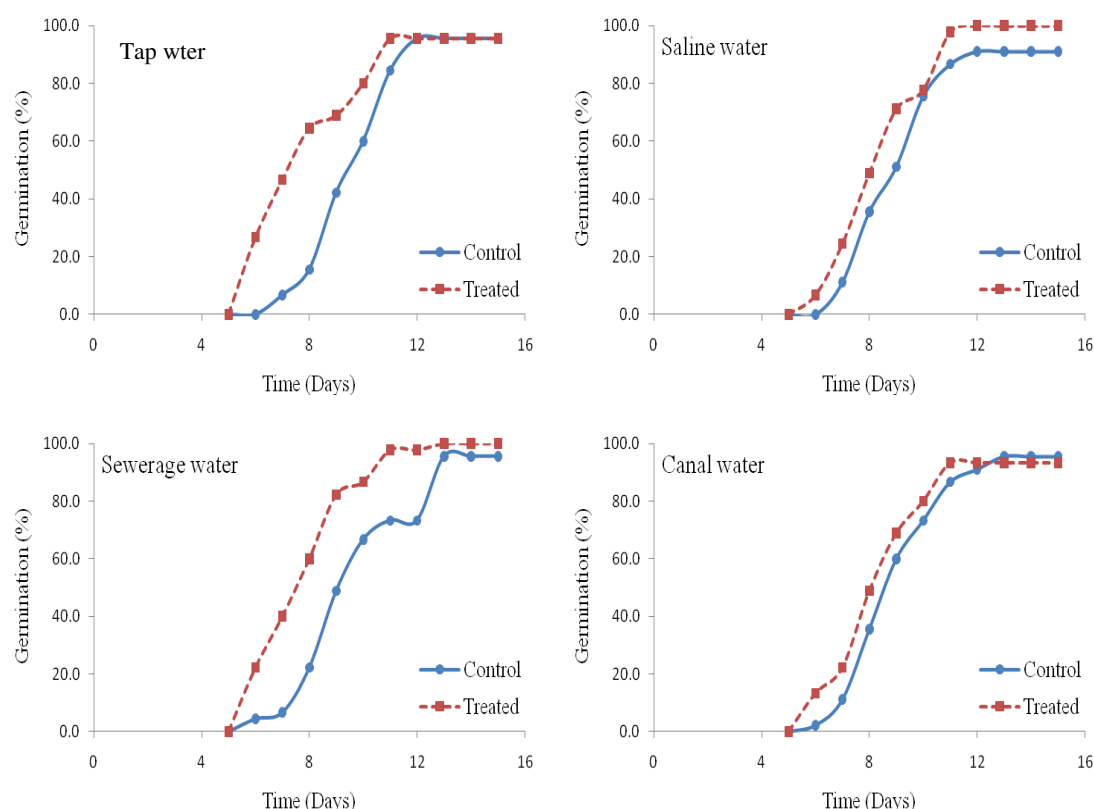 Tap wter
Germination (%)
100.0
80.0
60.0
40.0
20.0
0.0
0
4
8
12
16
Time (Days)
Control
Treated
Saline water
Germination (%)
100.0
80.0
60.0
40.0
20.0
0.0
0
4
8
12
16
Time (Days)
Control
Treated
Sewerage water
Germination (%)
100.0
80.0
60.0
40.0
20.0
0.0
0
4
8
12
16
Time (Days)
Control
Treated
Canal water
Germination (%)
100.0
80.0
60.0
40.0
20.0
0.0
0
4
8
12
16
Time (Days)
Control
Treated